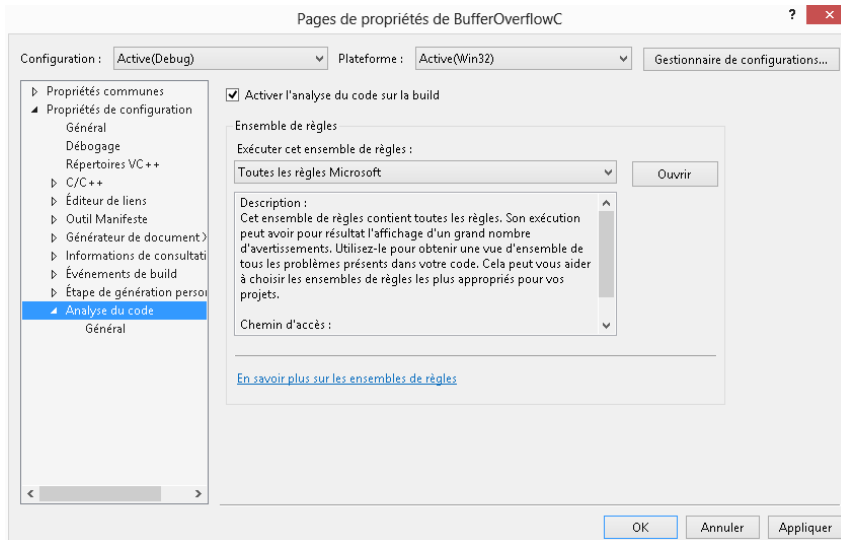 Pages de propriétés de BufferOverflowC
? ×
Configuration : Active(Debug) Plateforme : Active(Win32) Gestionnaire de configurations...
Propriétés communes
Propriétés de configuration
Général
Débogage
Répertoires VC++
C/C++
Éditeur de liens
Outil Manifeste
Générateur de document X
Informations de consultati
Événements de build
Étape de génération person
Analyse du code
Général
Activer l'analyse du code sur la build
Ensemble de règles
Exécuter cet ensemble de règles :
Toutes les règles Microsoft
Ouvrir
Description :
Cet ensemble de règles contient toutes les règles. Son exécution
peut avoir pour résultat l'affichage d'un grand nombre
d'avertissements. Utilisez-le pour obtenir une vue d'ensemble de
tous les problèmes présents dans votre code. Cela peut vous aider
à choisir les ensembles de règles les plus appropriés pour vos
projets.
Chemin d'accès :
En savoir plus sur les ensembles de règles
OK Annuler Appliquer